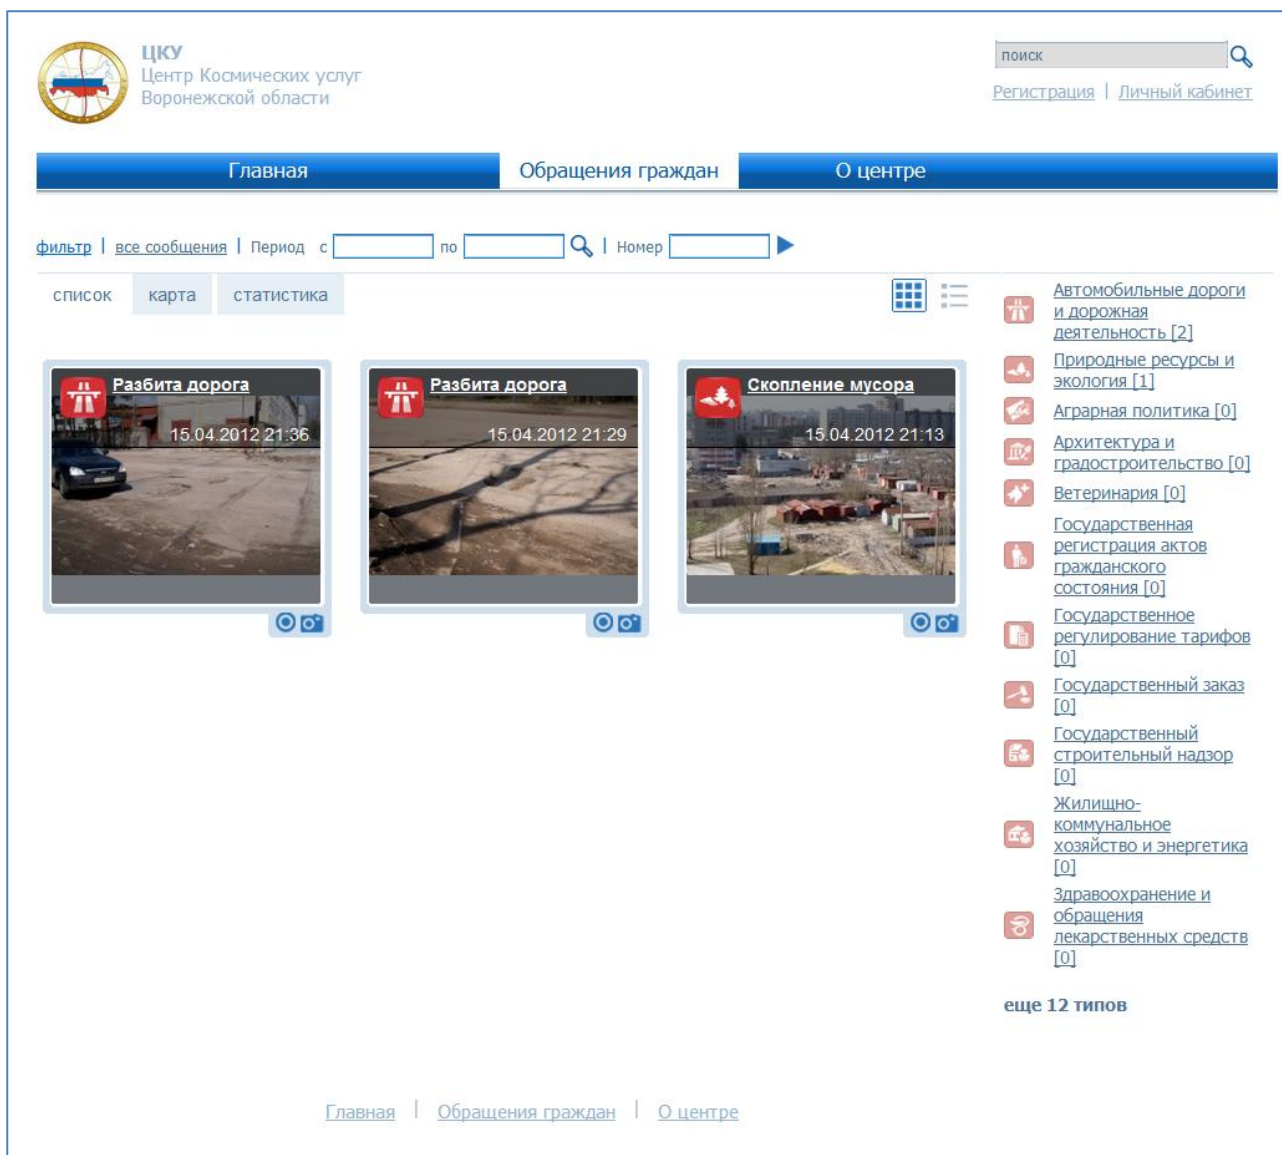 ЦКУ
Центр Космических услуг
Воронежской области
поиск
Регистрация | Личный кабинет
Главная
Обращения граждан
О центре
фильтр | все сообщения | Период с по | Номер
список
карта
статистика
Разбита дорога
15.04.2012 21:36
Разбита дорога
15.04.2012 21:29
Скопление мусора
15.04.2012 21:13
Автомобильные дороги
и дорожная
деятельность [2]
Природные ресурсы и
экология [1]
Аграрная политика [0]
Архитектура и
градостроительство [0]
Ветеринария [0]
Государственная
регистрация актов
гражданского
состояния [0]
Государственное
регулирование тарифов
[0]
Государственный заказ
[0]
Государственный
строительный надзор
[0]
Жилищно-
коммунальное
хозяйство и энергетика
[0]
Здравоохранение и
обращения
лекарственных средств
[0]
еще 12 типов
Главная | Обращения граждан | О центре